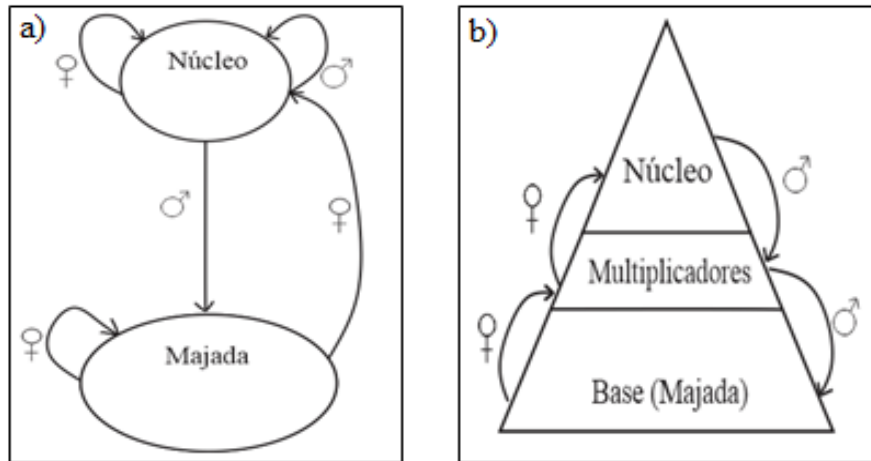 a)
Núcleo
♀
♂
♂
♀
♀
Majada
b)
Núcleo
♂
♀
Multiplicadores
♀
♂
Base (Majada)